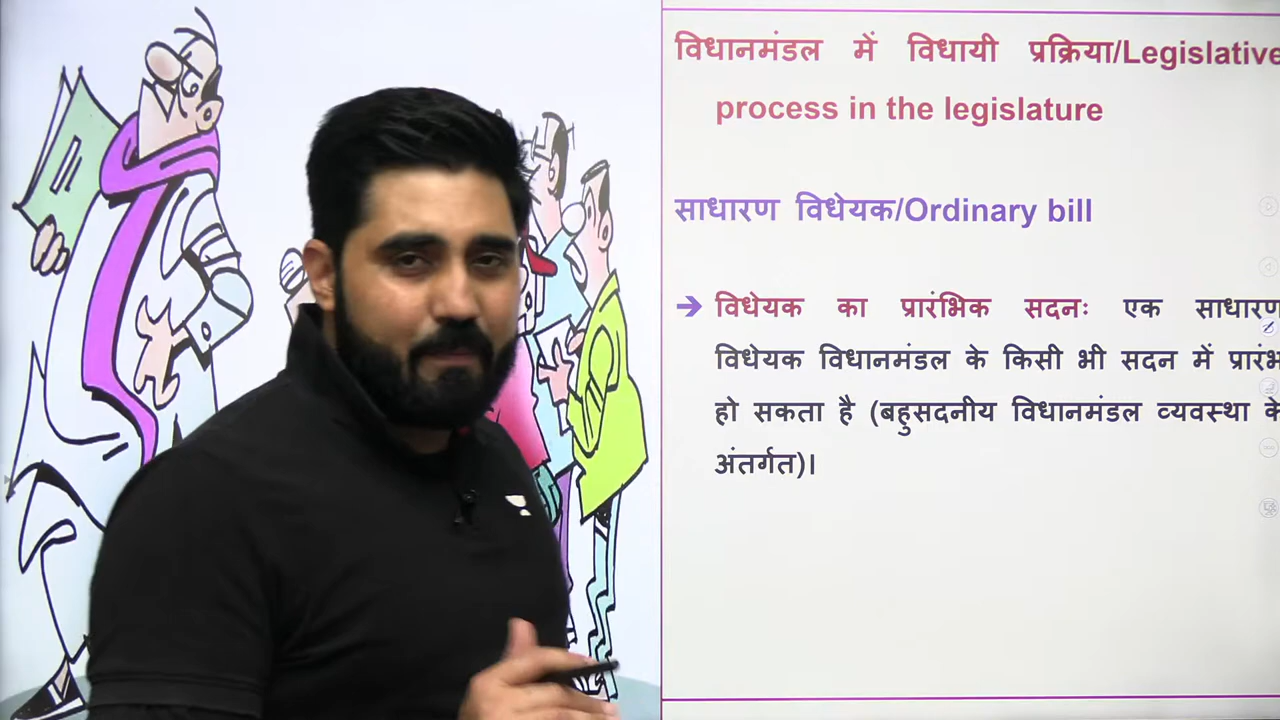 विधानमंडल में विधायी प्रक्रिया/Legislative
process in the legislature
साधारण विधेयक/Ordinary bill
➔ विधेयक का प्रारंभिक सदनः एक साधारण
विधेयक विधानमंडल के किसी भी सदन में प्रारंभ
हो सकता है (बहुसदनीय विधानमंडल व्यवस्था के
अंतर्गत)।